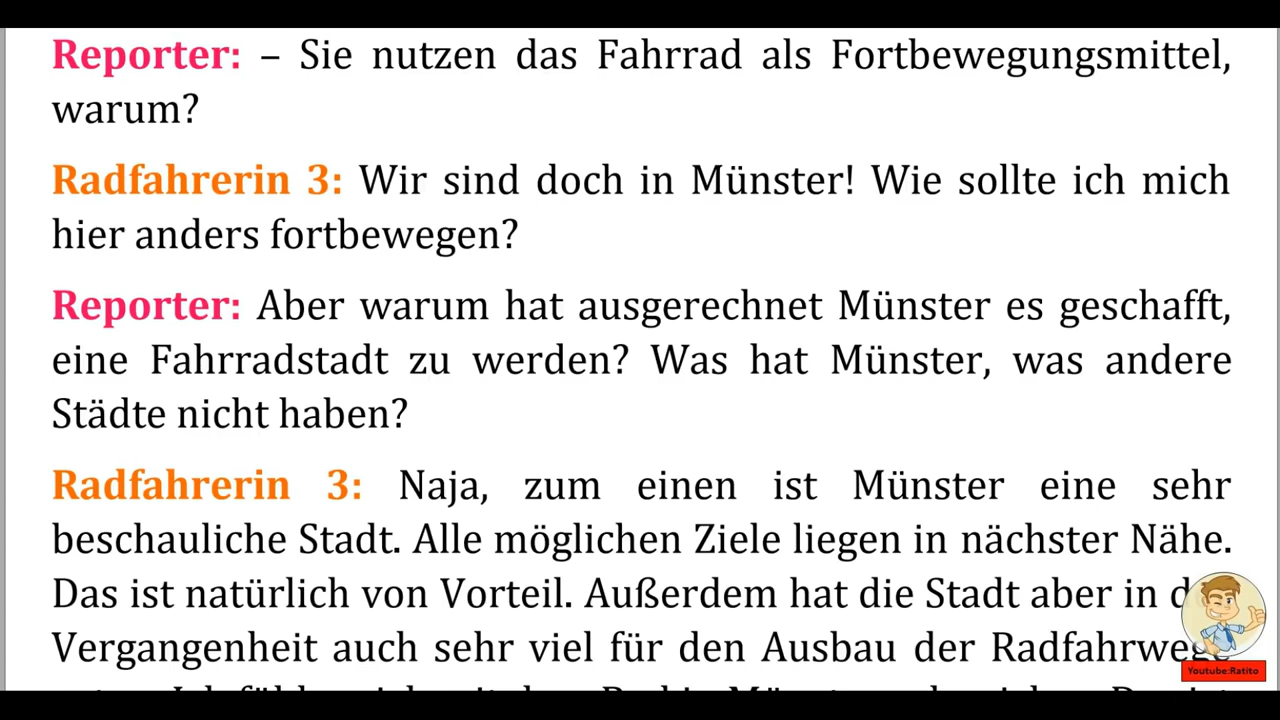 Reporter: – Sie nutzen das Fahrrad als Fortbewegungsmittel,
warum?
Radfahrerin 3: Wir sind doch in Münster! Wie sollte ich mich
hier anders fortbewegen?
Reporter: Aber warum hat ausgerechnet Münster es geschafft,
eine Fahrradstadt zu werden? Was hat Münster, was andere
Städte nicht haben?
Radfahrerin 3: Naja, zum einen ist Münster eine sehr
beschauliche Stadt. Alle möglichen Ziele liegen in nächster Nähe.
Das ist natürlich von Vorteil. Außerdem hat die Stadt aber in
Vergangenheit auch sehr viel für den Ausbau der Radfahrwege
Youtube:Ratito